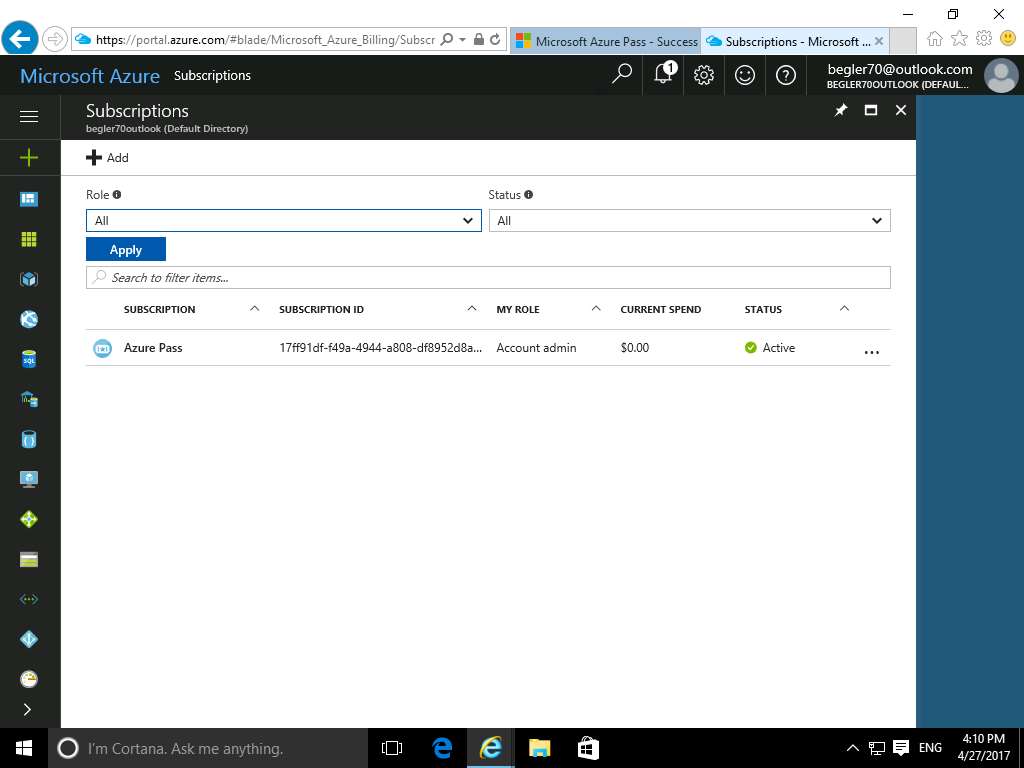 https://portal.azure.com/#blade/Microsoft_Azure_Billing/Subscr
Microsoft Azure Pass - Success
Subscriptions - Microsoft ...
Microsoft Azure
Subscriptions
1
begler70@outlook.com
BEGLER70OUTLOOK (DEFAUL...
Subscriptions
begler70outlook (Default Directory)
Add
Role
Status
All
All
Apply
Search to filter items...
SUBSCRIPTION
SUBSCRIPTION ID
MY ROLE
CURRENT SPEND
STATUS
Azure Pass
17ff91df-f49a-4944-a808-df8952d8a...
Account admin
$0.00
Active
...
SQL
I'm Cortana. Ask me anything.
ENG
4:10 PM
4/27/2017